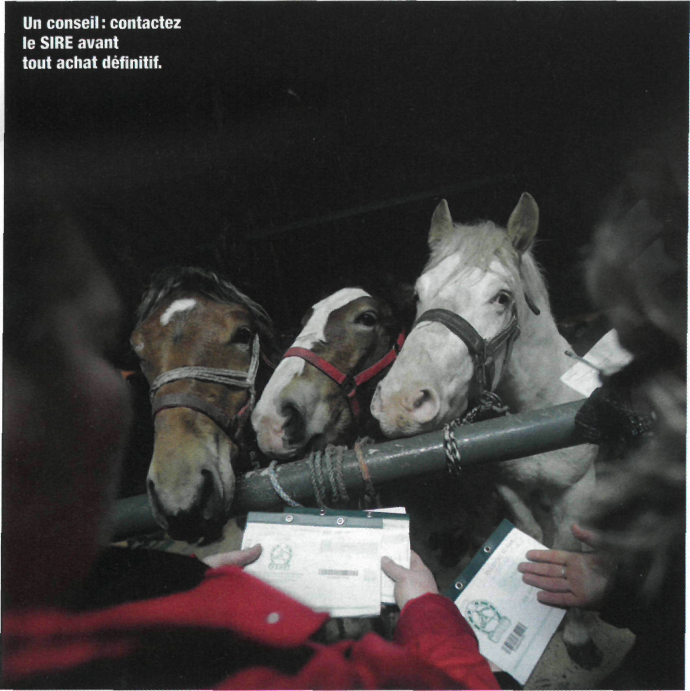 Un conseil : contactez
le SIRE avant
tout achat définitif.